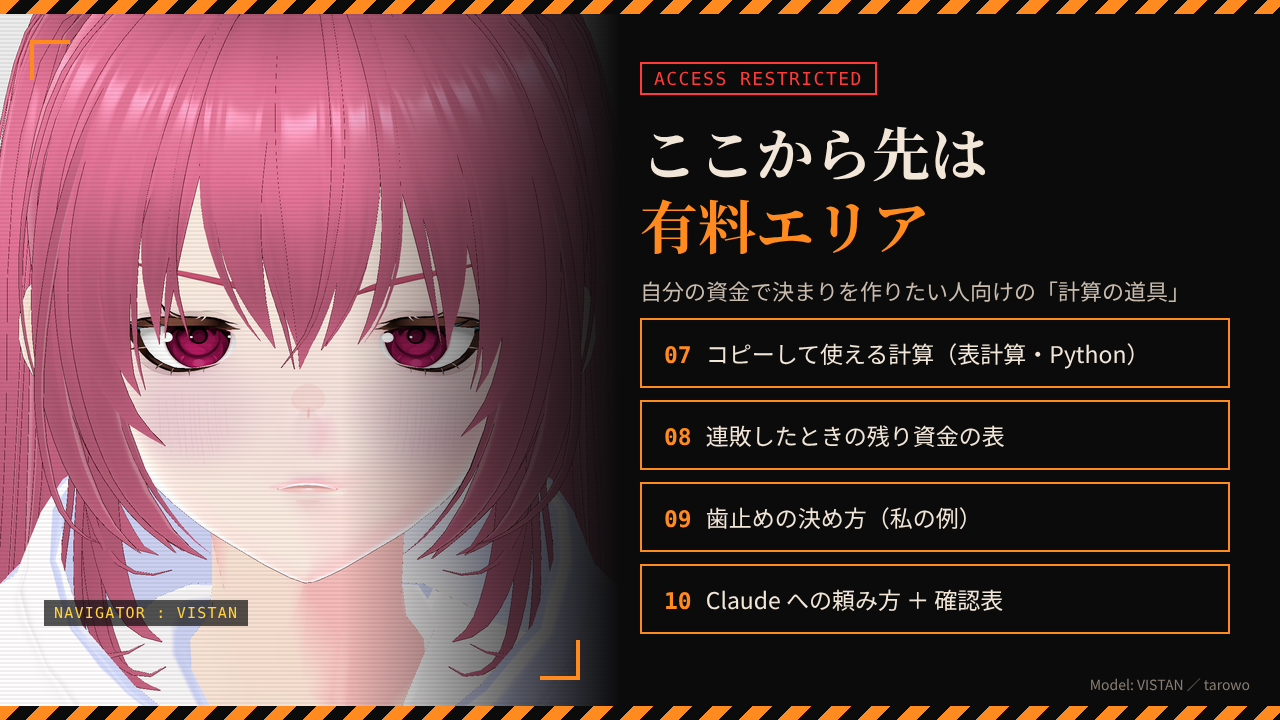 ACCESS RESTRICTED
ここから先は
有料エリア
自分の資金で決まりを作りたい人向けの「計算の道具」
07 コピーして使える計算（表計算・Python）
08 連敗したときの残り資金の表
09 歯止めの決め方（私の例）
10 Claude への頼み方 ＋ 確認表
NAVIGATOR : VISTAN
Model: VISTAN ／ tarowo